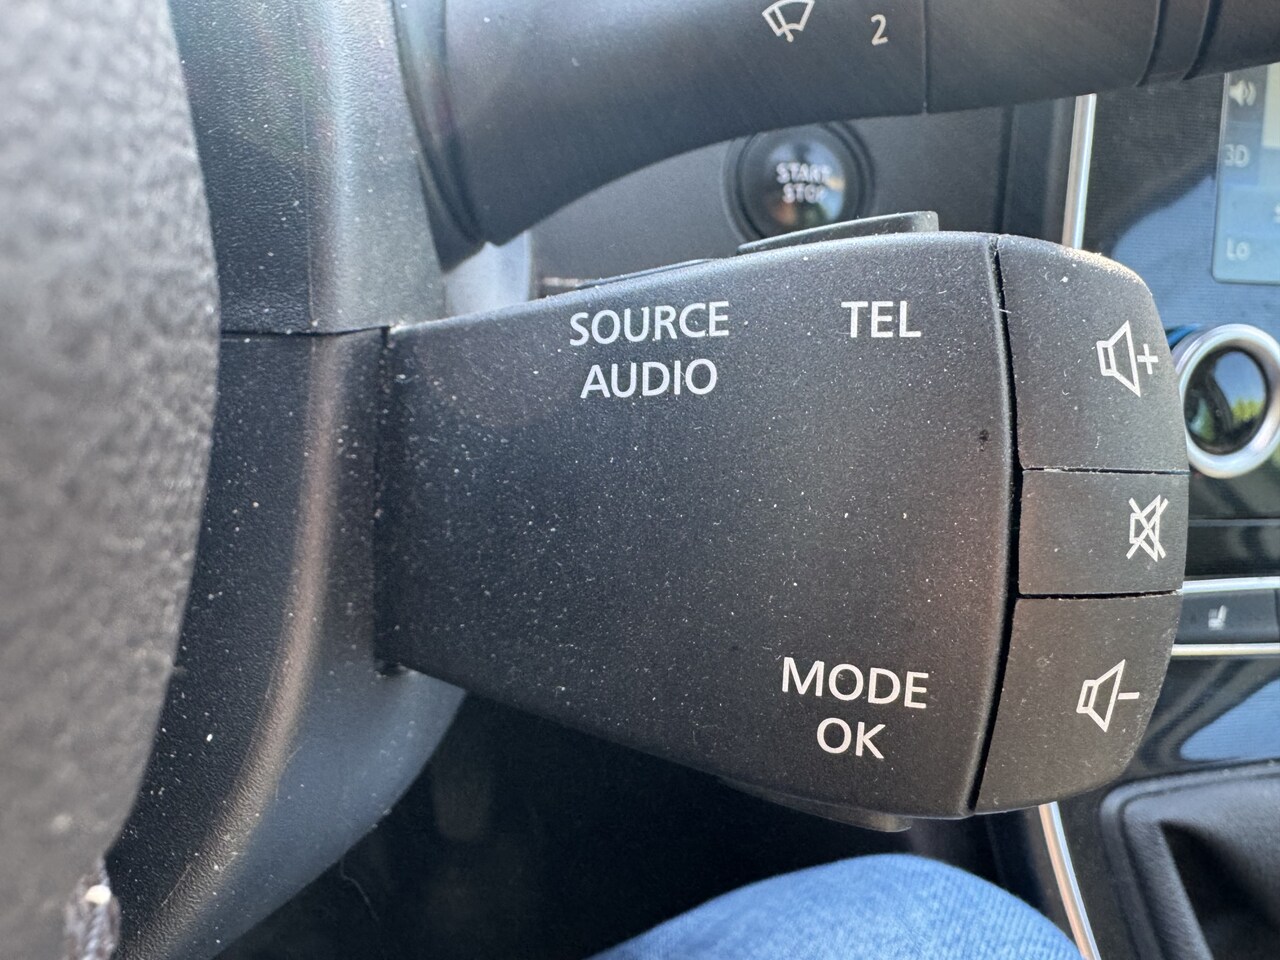 2
START
STOP
3D
Lo
SOURCE
AUDIO
TEL
MODE
OK